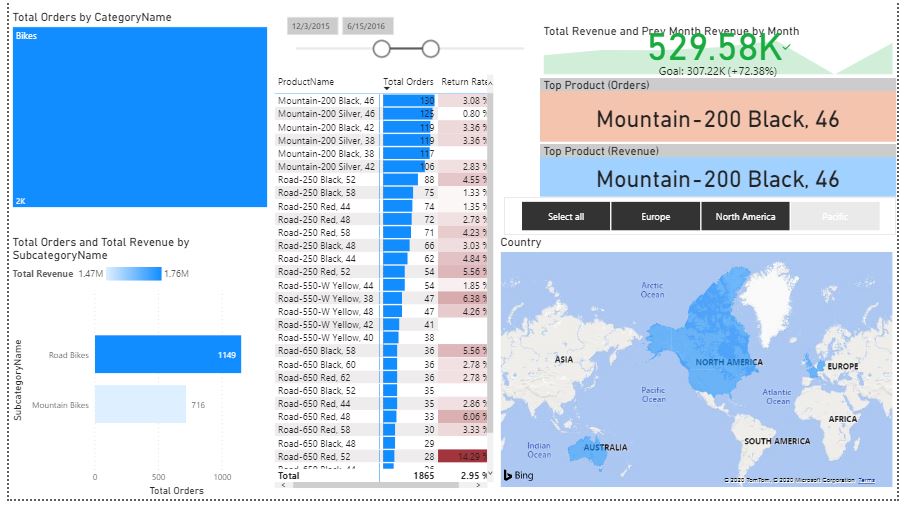 Total Orders by CategoryName
Bikes
2K
Total Orders and Total Revenue by
SubcategoryName
Total Revenue 1.47M 1.76M
SubcategoryName
Road Bikes 1149
Mountain Bikes 716
0 500 1000
Total Orders
12/3/2015 6/15/2016
ProductName Total Orders Return Rate
Mountain-200 Black, 46 130 3.08 %
Mountain-200 Silver, 46 125 0.80 %
Mountain-200 Black, 42 119 3.36 %
Mountain-200 Silver, 38 119 3.36 %
Mountain-200 Black, 38 117
Mountain-200 Silver, 42 106 2.83 %
Road-250 Black, 52 88 4.55 %
Road-250 Black, 58 75 1.33 %
Road-250 Red, 44 74 1.35 %
Road-250 Red, 48 72 2.78 %
Road-250 Red, 58 71 4.23 %
Road-250 Black, 48 66 3.03 %
Road-250 Black, 44 62 4.84 %
Road-250 Red, 52 54 5.56 %
Road-550-W Yellow, 44 54 1.85 %
Road-550-W Yellow, 38 47 6.38 %
Road-550-W Yellow, 48 47 4.26 %
Road-550-W Yellow, 42 41
Road-550-W Yellow, 40 38
Road-650 Black, 58 36 5.56 %
Road-650 Black, 60 36 2.78 %
Road-650 Red, 62 36 2.78 %
Road-650 Black, 52 35
Road-650 Red, 44 35 2.86 %
Road-650 Red, 48 33 6.06 %
Road-650 Red, 58 30 3.33 %
Road-650 Black, 48 29
Road-650 Red, 52 28 14.29 %
Total 1865 2.95 %
Total Revenue and Prev Month Revenue by Month
529.58K
Goal: 307.22K (+72.38%)
Top Product (Orders)
Mountain-200 Black, 46
Top Product (Revenue)
Mountain-200 Black, 46
Select all Europe North America Pacific
Country
Arctic
Ocean
ASIA
NORTH AMERICA
EUROPE
Pacific
Ocean
Atlantic
Ocean
AFRICA
Indian
Ocean
AUSTRALIA
SOUTH AMERICA
Bing
© 2020 TomTom, © 2020 Microsoft Corporation Terms